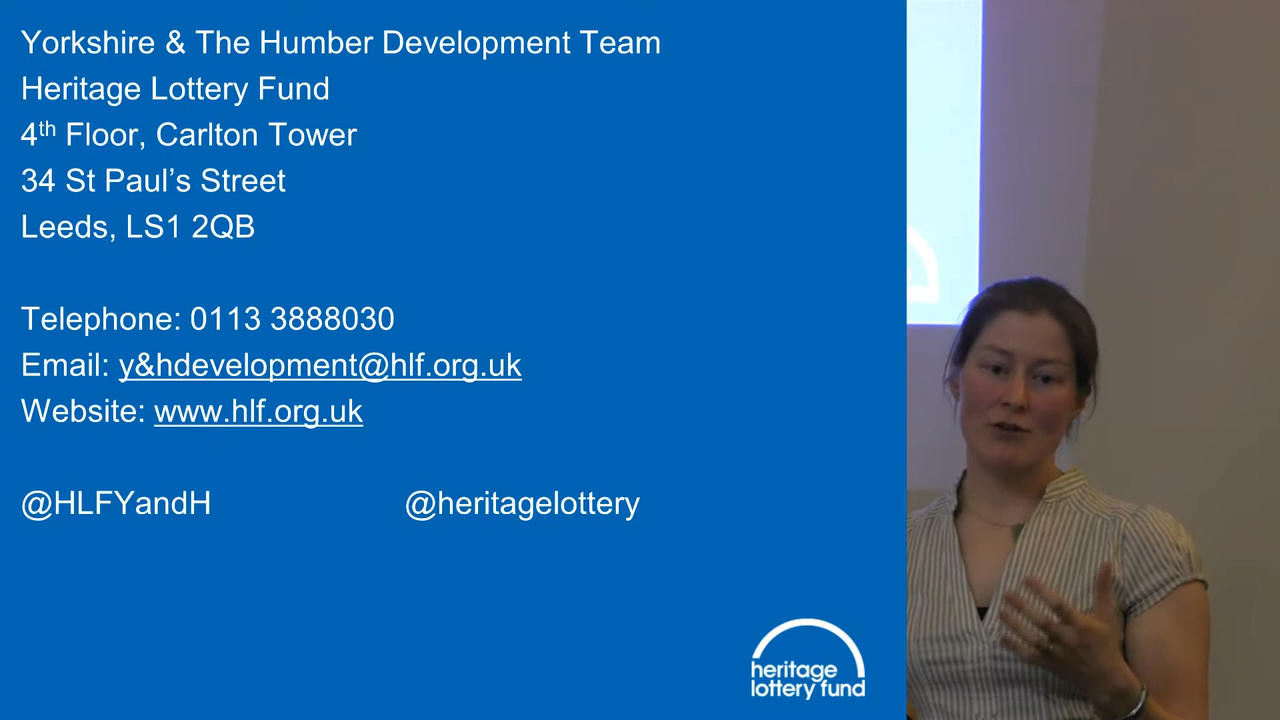 Yorkshire & The Humber Development Team
Heritage Lottery Fund
4th Floor, Carlton Tower
34 St Paul’s Street
Leeds, LS1 2QB
Telephone: 0113 3888030
Email: y&hdevelopment@hlf.org.uk
Website: www.hlf.org.uk
@HLFYandH @heritagelottery
heritage
lottery fund